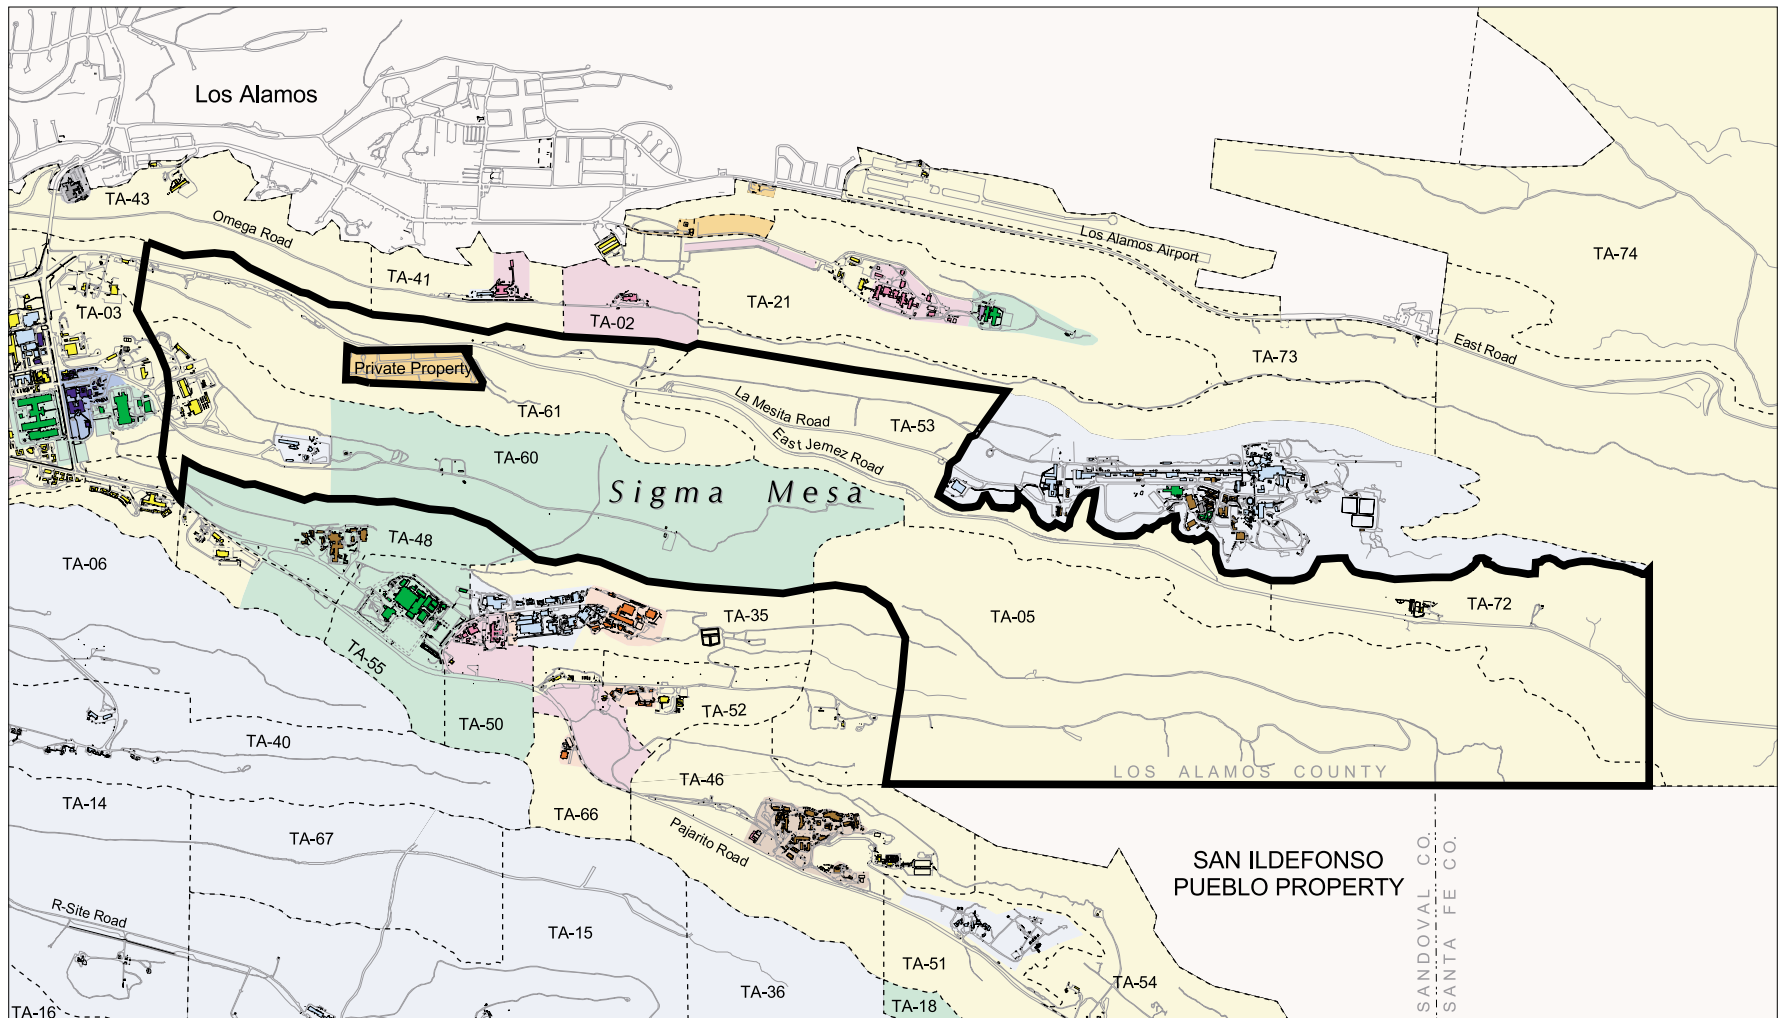 Los Alamos
TA-43
Omega Road
Los Alamos Airport
TA-74
TA-41
TA-21
TA-03
TA-02
East Road
TA-73
Private Property
TA-61
La Mesita Road
TA-53
East Jemez Road
TA-60
Sigma Mesa
TA-48
TA-06
TA-72
TA-35
TA-05
TA-55
TA-52
TA-50
TA-40
LOS ALAMOS COUNTY
TA-46
TA-14
TA-66
TA-67
Pajarito Road
SAN ILDEFONSO
PUEBLO PROPERTY
SANDOVAL CO.
SANTA FE CO.
R-Site Road
TA-15
TA-51
TA-54
TA-36
TA-18
TA-16